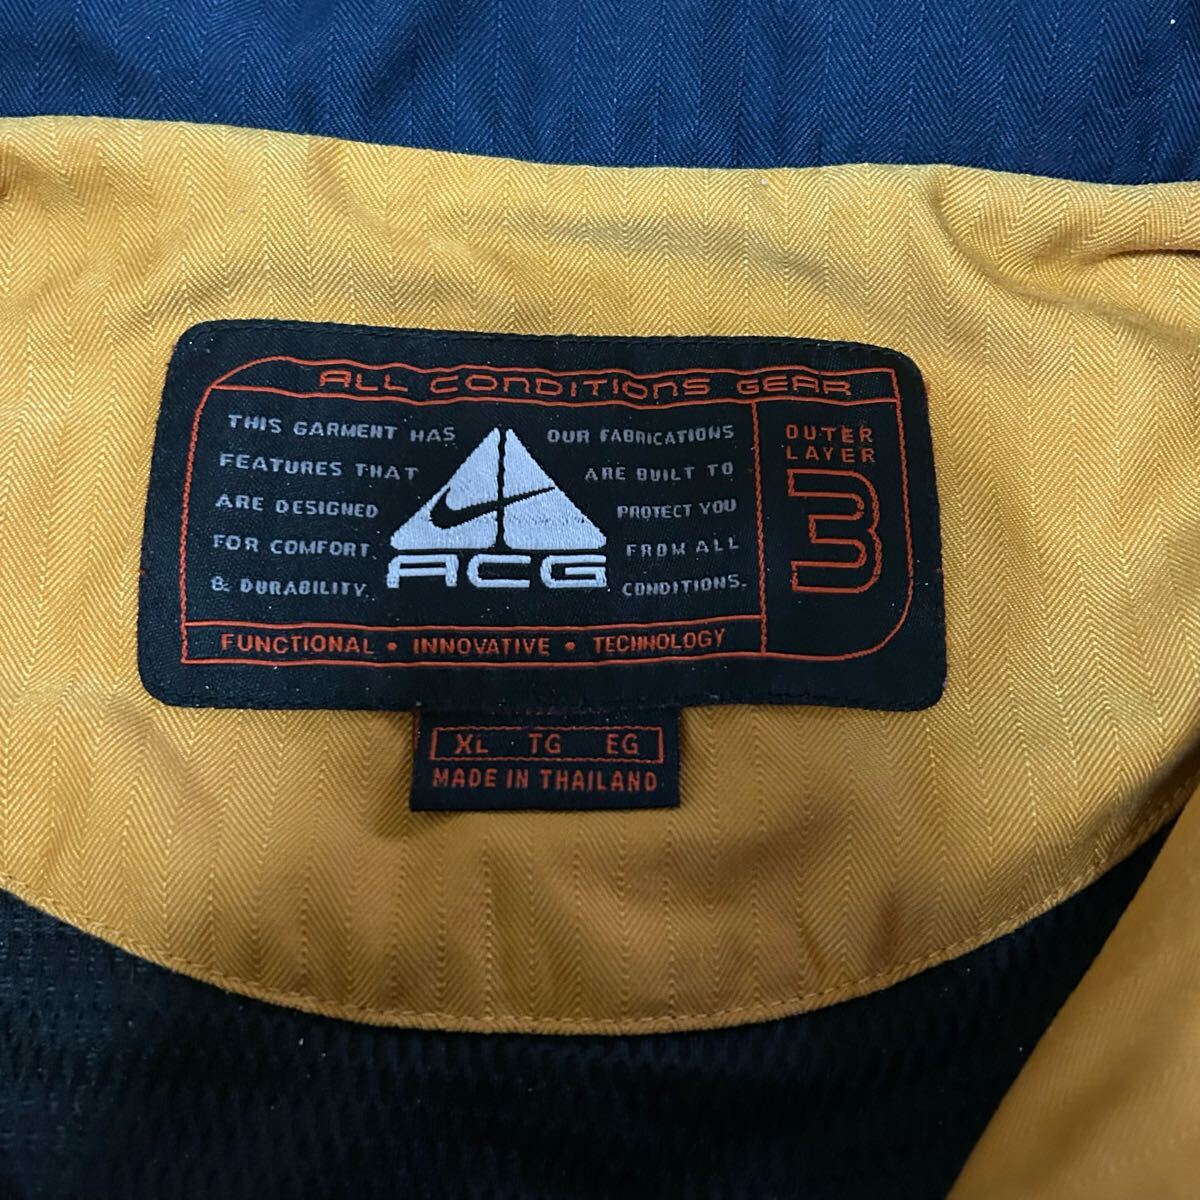 ALL CONDITIONS GEAR
THIS GARMENT HAS
FEATURES THAT
ARE DESIGNED
FOR COMFORT
& DURABILITY.
ACG
OUR FABRICATIONS
ARE BUILT TO
PROTECT YOU
FROM ALL
CONDITIONS.
OUTER
LAYER
3
FUNCTIONAL • INNOVATIVE • TECHNOLOGY
XL TG EG
MADE IN THAILAND